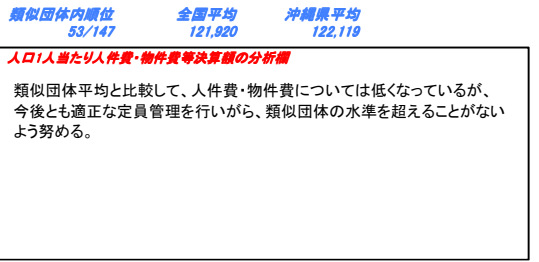 類似団体内順位 全国平均 沖縄県平均
53/147 121,920 122,119
人口1人当たり人件費・物件費等決算額の分析欄
類似団体平均と比較して、人件費・物件費については低くなっているが、
今後とも適正な定員管理を行いがら、類似団体の水準を超えることがない
よう努める。